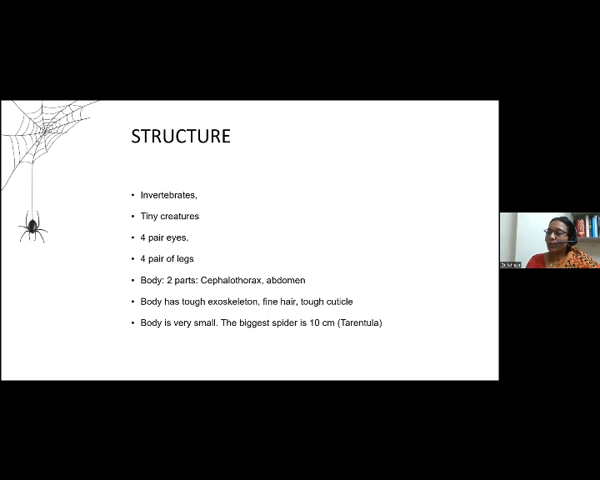 STRUCTURE
• Invertebrates,
• Tiny creatures
• 4 pair eyes.
• 4 pair of legs
• Body: 2 parts: Cephalothorax, abdomen
• Body has tough exoskeleton, fine hair, tough cuticle
• Body is very small. The biggest spider is 10 cm (Tarentula)